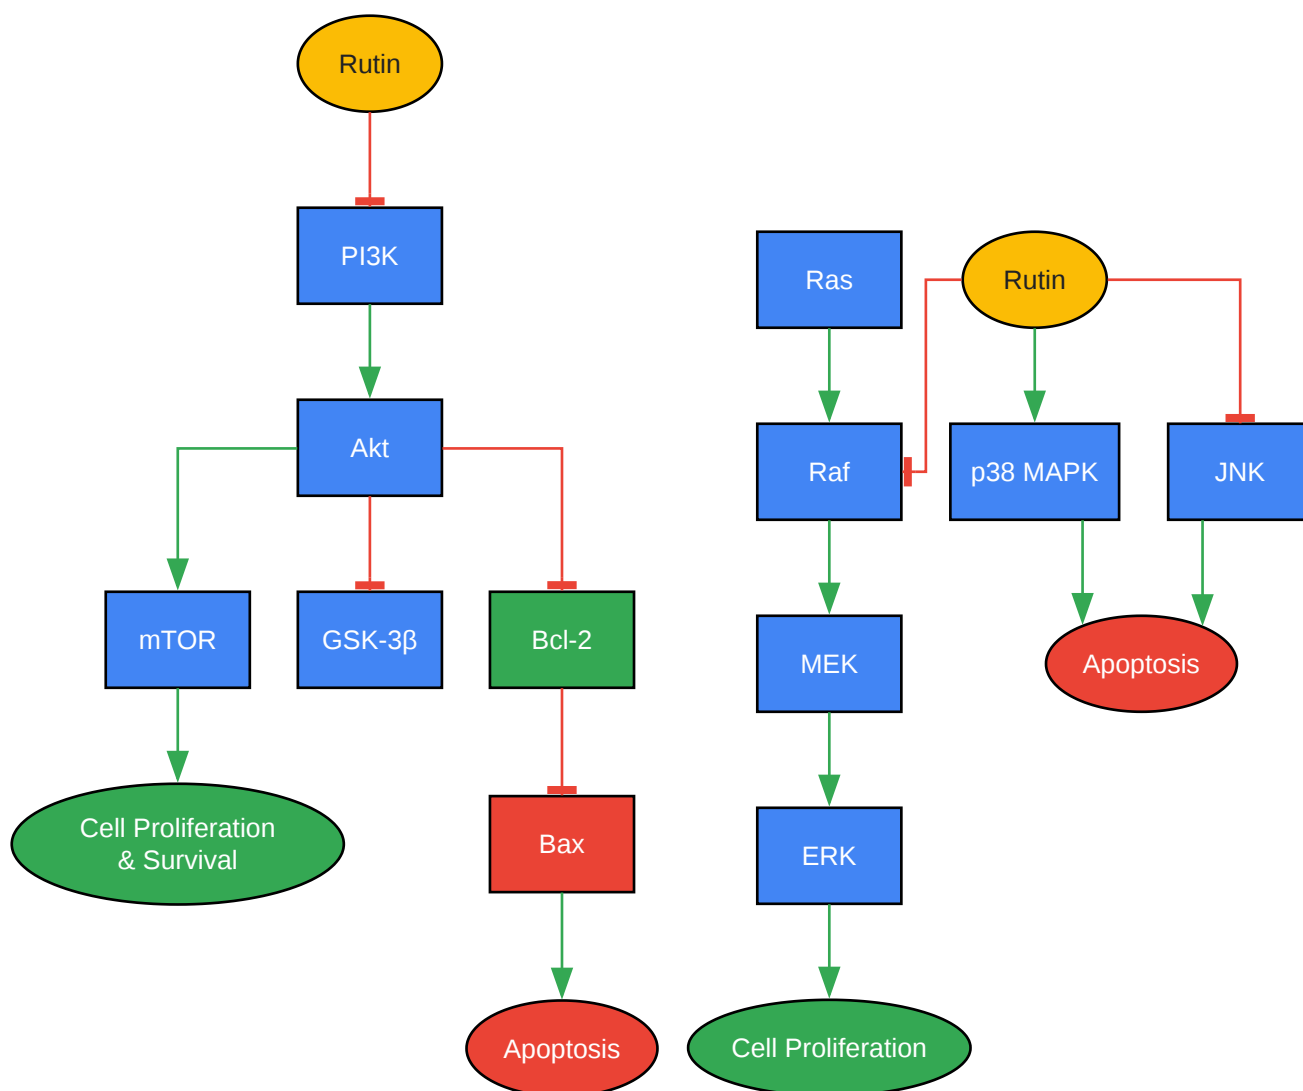 Rutin
PI3K
Akt
mTOR
GSK-3β
Bcl-2
Cell Proliferation
& Survival
Bax
Apoptosis
Ras
Rutin
Raf
p38 MAPK
JNK
MEK
Apoptosis
ERK
Cell Proliferation